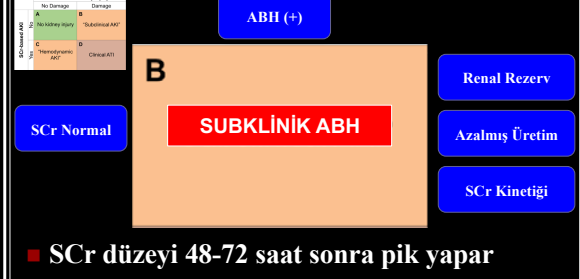 No Damage
Damage
ABH (+)
SCr-based AKI
No
Yes
A
No kidney injury
B
"Subclinical AKI"
C
"Hemodynamic
AKI"
D
Clinical ATI
B
SUBKLİNİK ABH
SCr Normal
Renal Rezerv
Azalmış Üretim
SCr Kinetiği
SCr düzeyi 48-72 saat sonra pik yapar